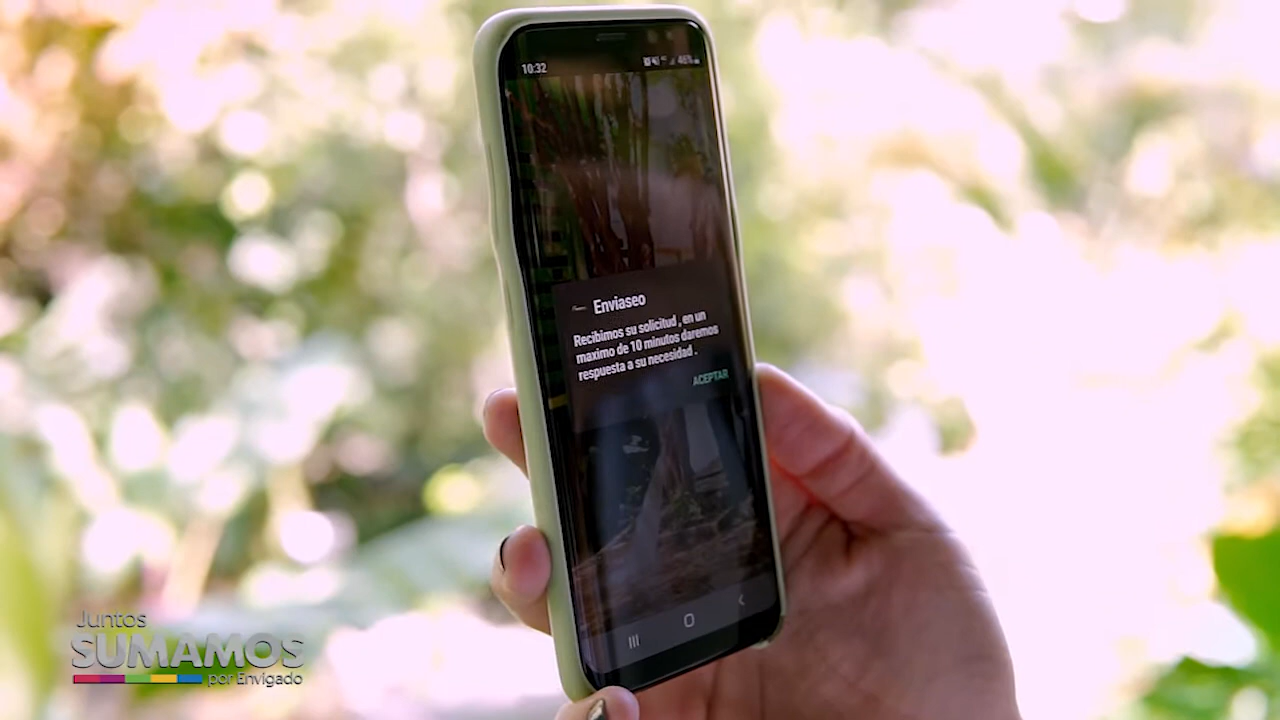 10:32
46%
Enviaseo
Recibimos su solicitud , en un
maximo de 10 minutos daremos
respuesta a su necesidad .
ACEPTAR
Juntos
SUMAMOS
por Envigado